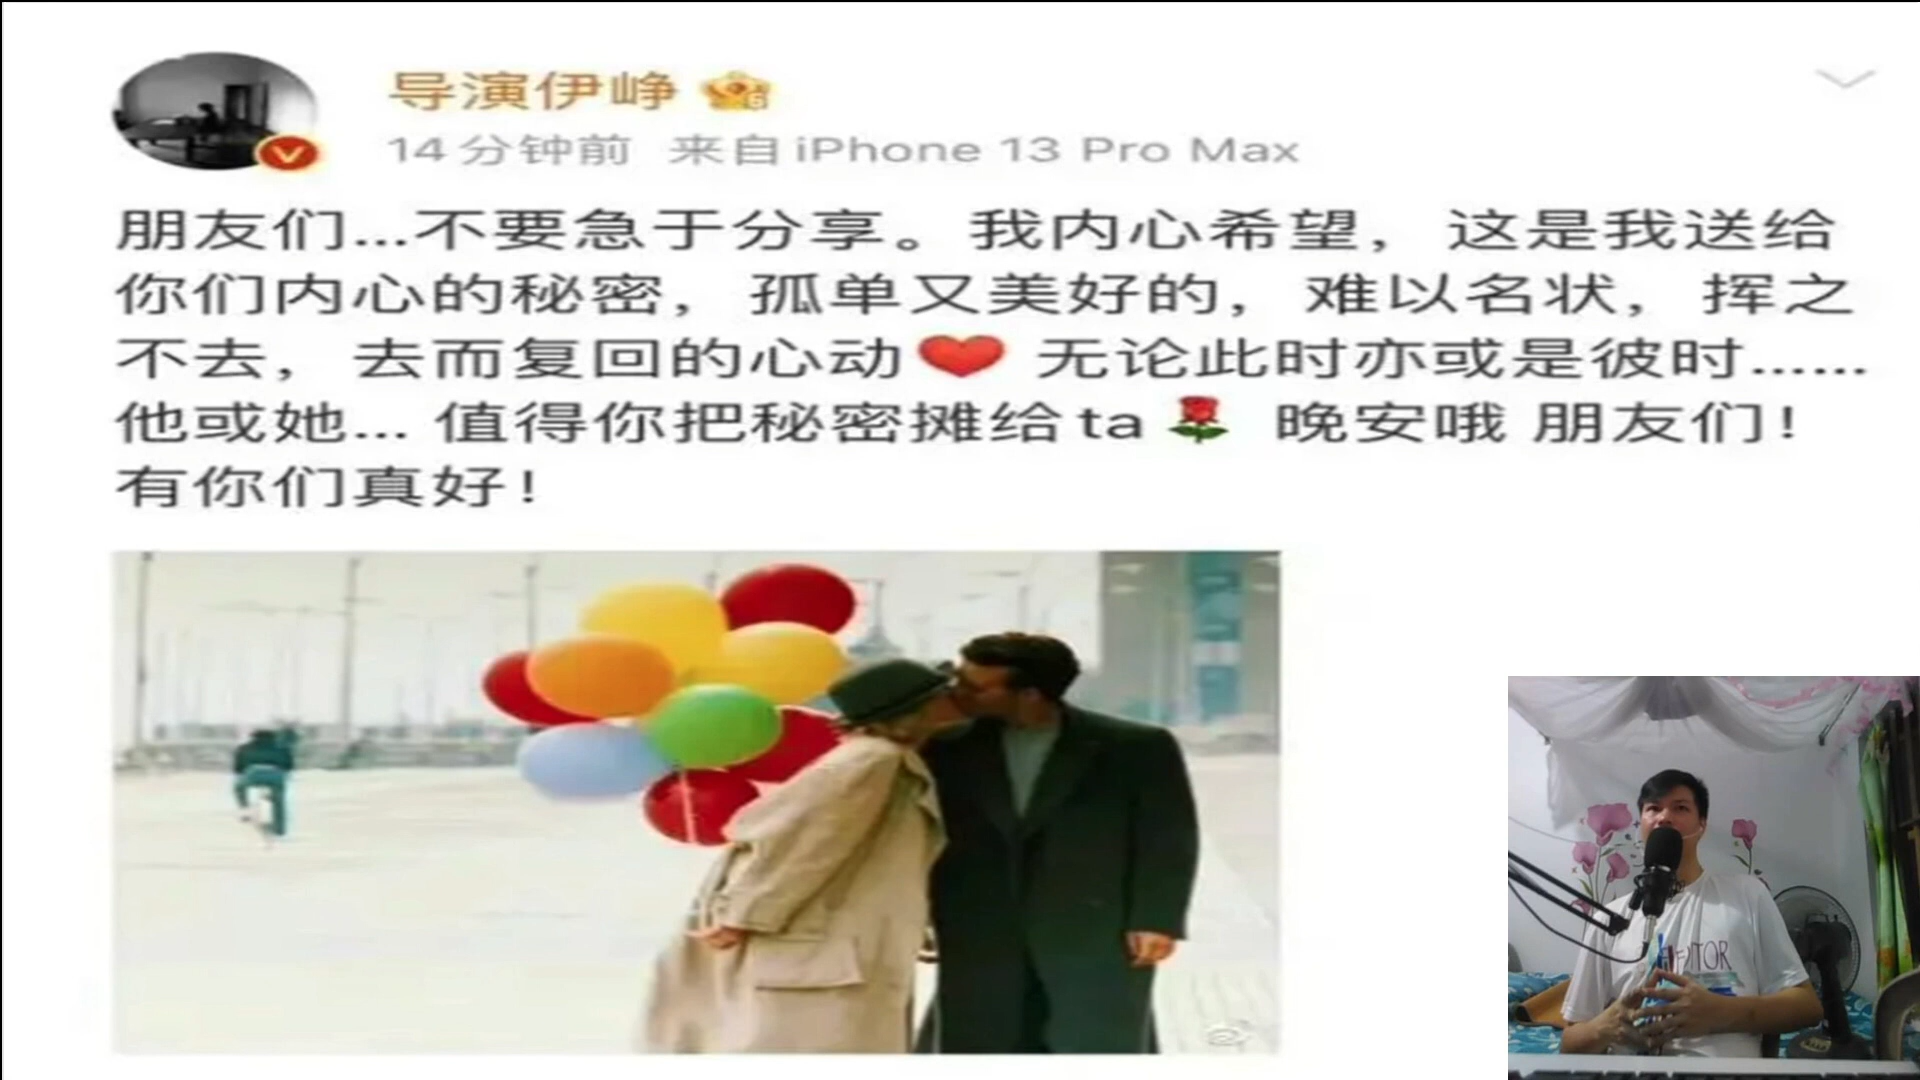 导演伊峥
14分钟前 来自 iPhone 13 Pro Max
朋友们...不要急于分享。我内心希望，这是我送给
你们内心的秘密，孤单又美好的，难以名状，挥之
不去，去而复回的心动❤️ 无论此时亦或是彼时......
他或她... 值得你把秘密摊给ta🌹 晚安哦 朋友们！
有你们真好！